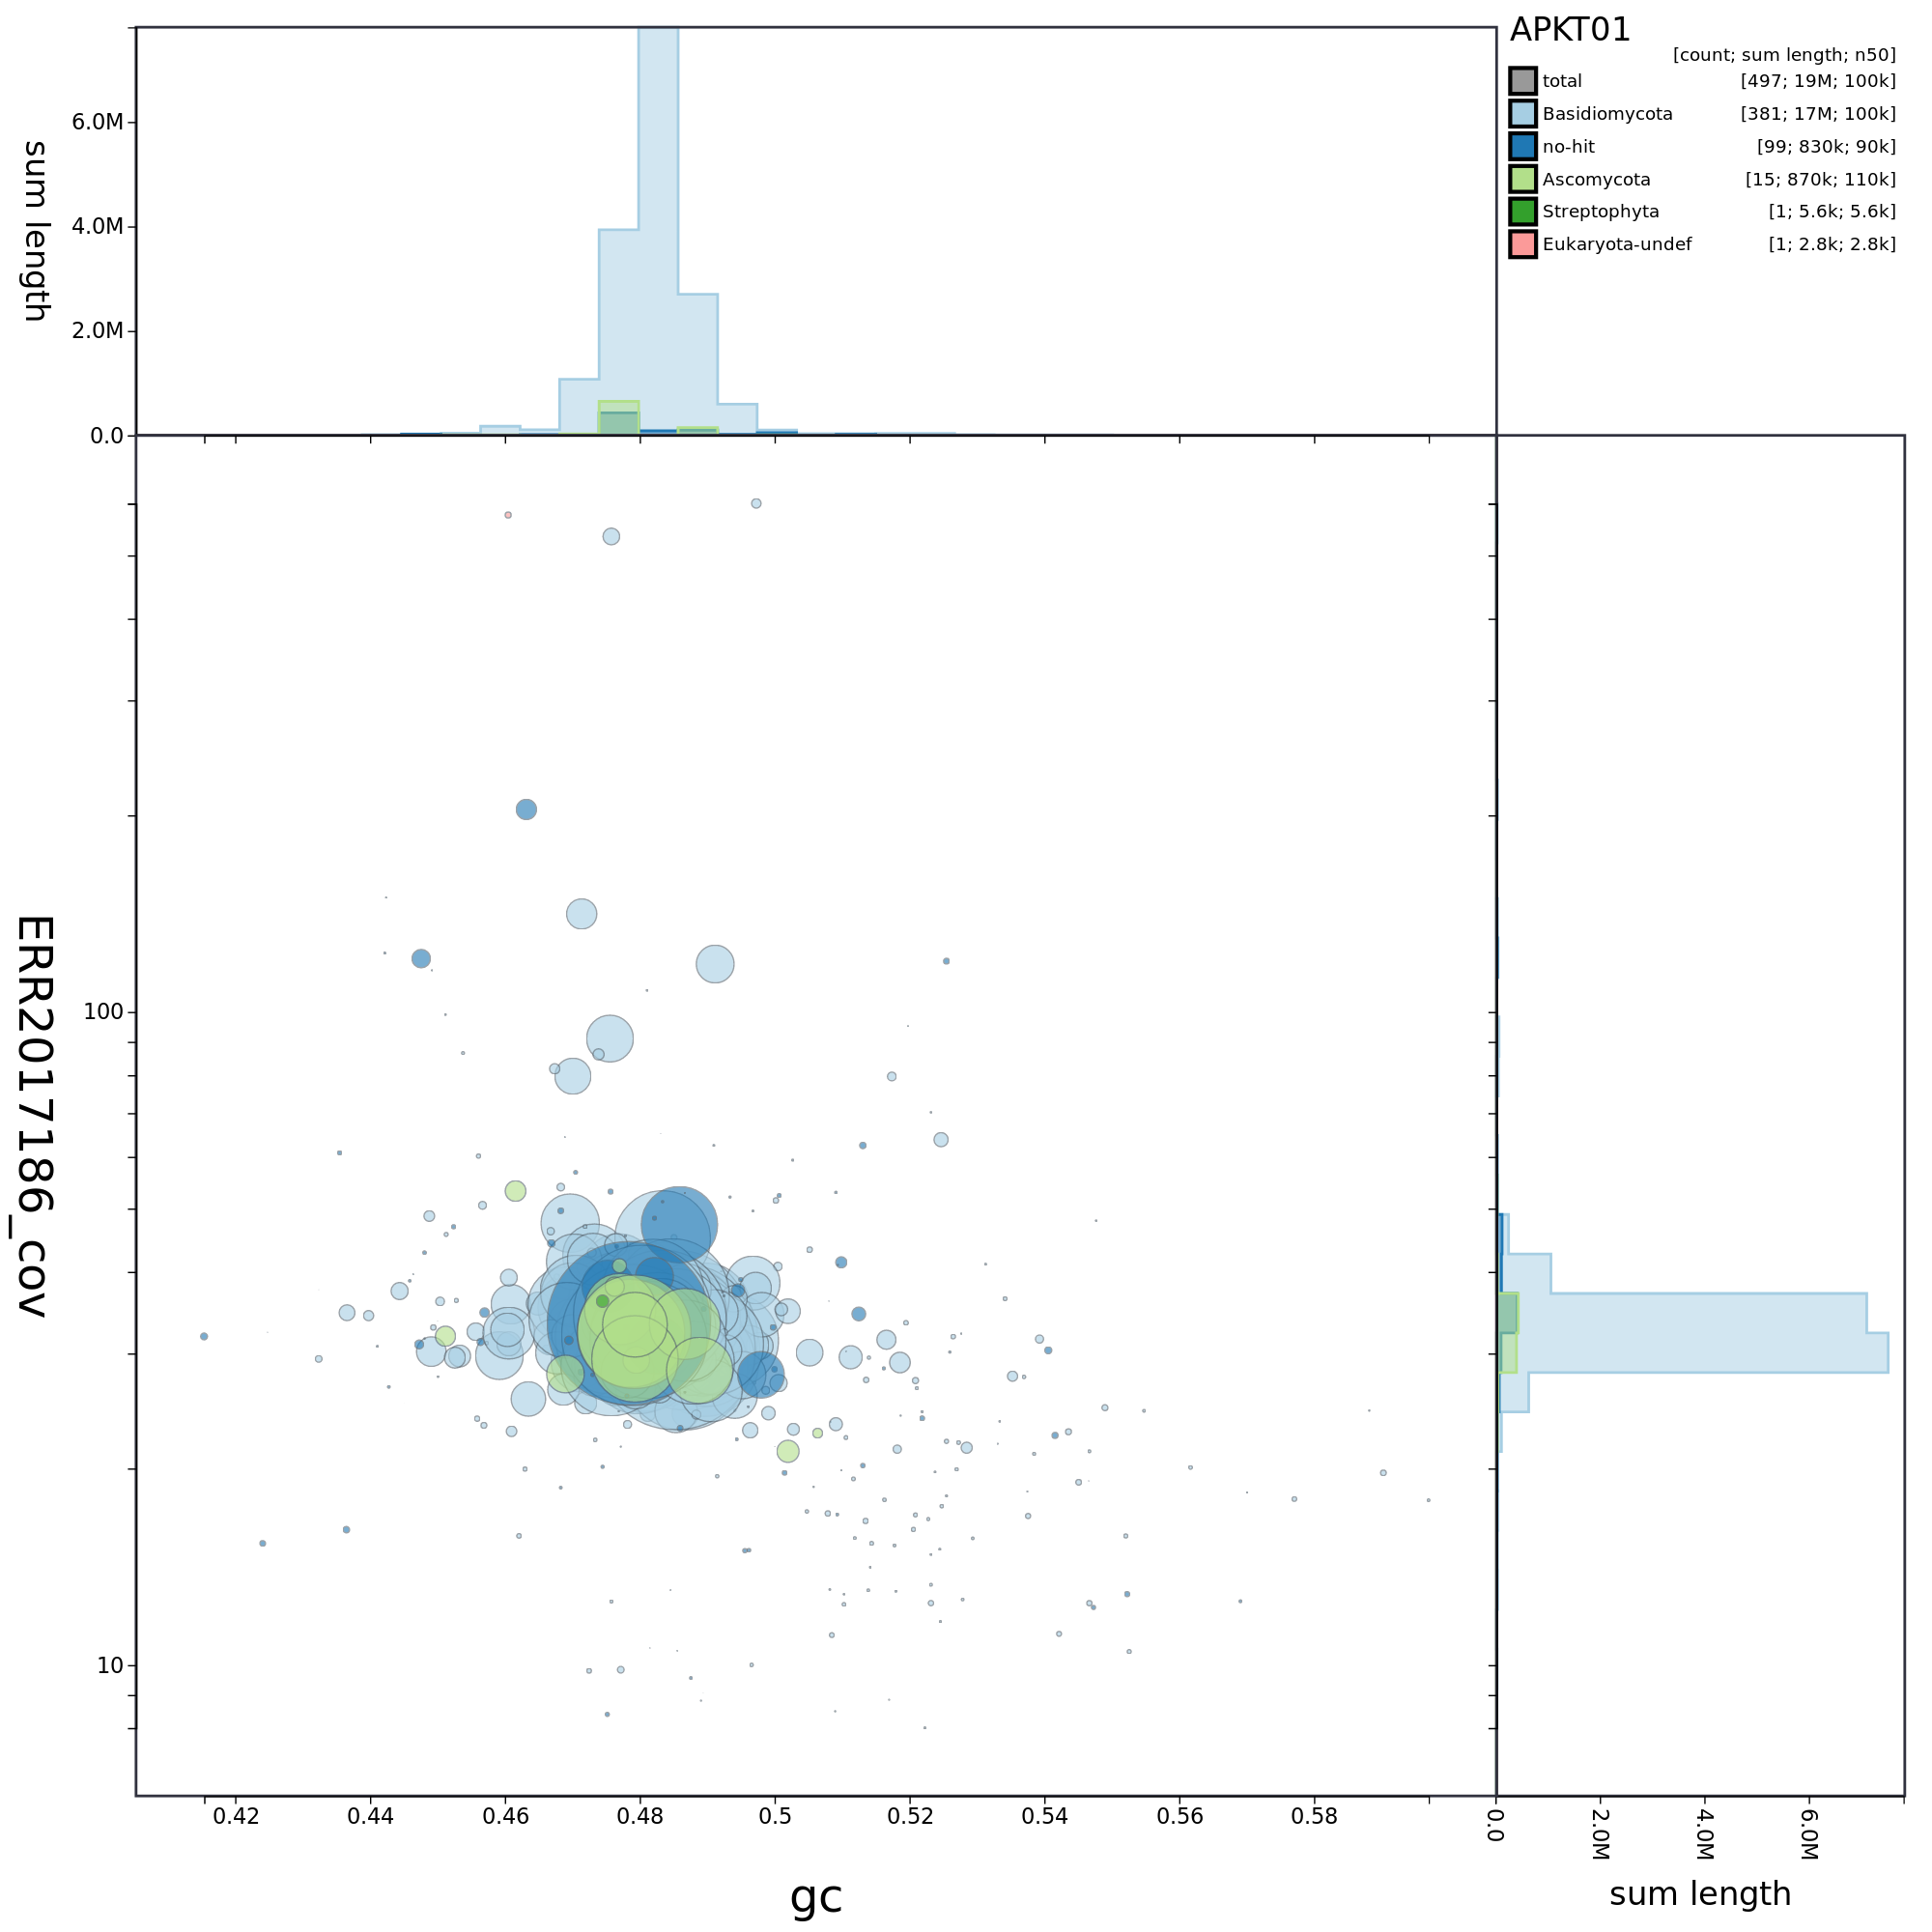 APKT01
[count; sum length; n50]
total [497; 19M; 100k]
Basidiomycota [381; 17M; 100k]
no-hit [99; 830k; 90k]
Ascomycota [15; 870k; 110k]
Streptophyta [1; 5.6k; 5.6k]
Eukaryota-undef [1; 2.8k; 2.8k]
sum length
6.0M
4.0M
2.0M
0.0
ERR2017186_cov
100
10
0.42 0.44 0.46 0.48 0.5 0.52 0.54 0.56 0.58
gc
0.0 2.0M 4.0M 6.0M
sum length